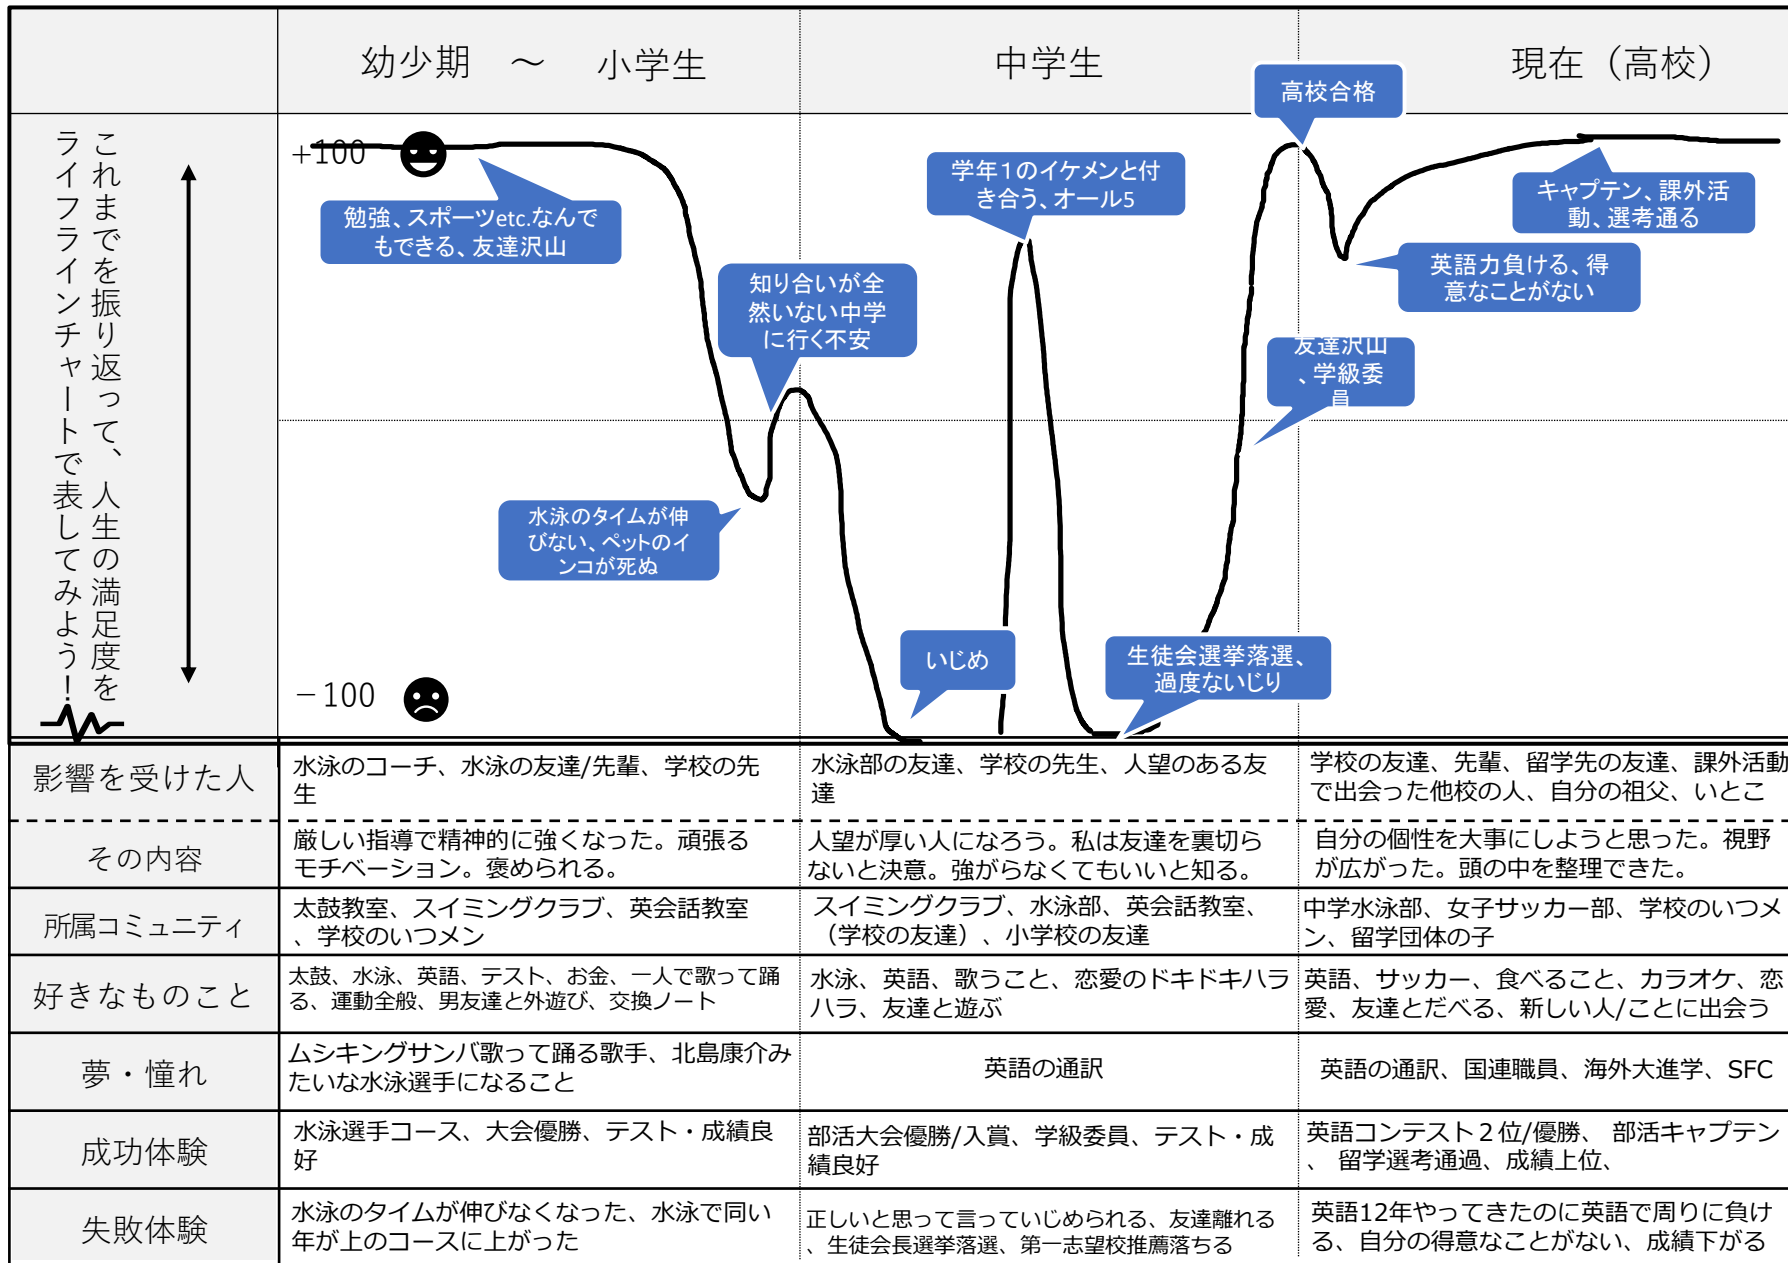 幼少期　～　小学生
中学生
現在（高校）
これまでを振り返って、人生の満足度を
ライフラインチャートで表してみよう！
+100
－100
勉強、スポーツetc.なんで
もできる、友達沢山
水泳のタイムが伸
びない、ペットのイ
ンコが死ぬ
知り合いが全
然いない中学
に行く不安
いじめ
学年１のイケメンと付
き合う、オール5
生徒会選挙落選、
過度ないじり
友達沢山
、学級委
員
高校合格
英語力負ける、得
意なことがない
キャプテン、課外活
動、選考通る
影響を受けた人
水泳のコーチ、水泳の友達/先輩、学校の先
生
水泳部の友達、学校の先生、人望のある友
達
学校の友達、先輩、留学先の友達、課外活動
で出会った他校の人、自分の祖父、いとこ
その内容
厳しい指導で精神的に強くなった。頑張る
モチベーション。褒められる。
人望が厚い人になろう。私は友達を裏切ら
ないと決意。強がらなくてもいいと知る。
自分の個性を大事にしようと思った。視野
が広がった。頭の中を整理できた。
所属コミュニティ
太鼓教室、スイミングクラブ、英会話教室
、学校のいつメン
スイミングクラブ、水泳部、英会話教室、
（学校の友達）、小学校の友達
中学水泳部、女子サッカー部、学校のいつメ
ン、留学団体の子
好きなものこと
太鼓、水泳、英語、テスト、お金、一人で歌って踊
る、運動全般、男友達と外遊び、交換ノート
水泳、英語、歌うこと、恋愛のドキドキハラ
ハラ、友達と遊ぶ
英語、サッカー、食べること、カラオケ、恋
愛、友達とだべる、新しい人/ことに出会う
夢・憧れ
ムシキングサンバ歌って踊る歌手、北島康介み
たいな水泳選手になること
英語の通訳
英語の通訳、国連職員、海外大進学、SFC
成功体験
水泳選手コース、大会優勝、テスト・成績良
好
部活大会優勝/入賞、学級委員、テスト・成
績良好
英語コンテスト２位/優勝、 部活キャプテン
、 留学選考通過、成績上位、
失敗体験
水泳のタイムが伸びなくなった、水泳で同い
年が上のコースに上がった
正しいと思って言っていじめられる、友達離れる
、生徒会長選挙落選、第一志望校推薦落ちる
英語12年やってきたのに英語で周りに負け
る、自分の得意なことがない、成績下がる